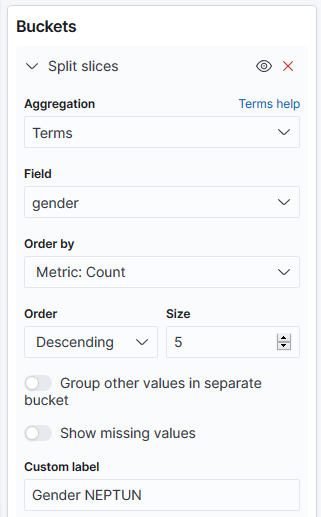 Buckets
Split slices
Aggregation Terms help
Terms
Field
gender
Order by
Metric: Count
Order Size
Descending 5
Group other values in separate
bucket
Show missing values
Custom label
Gender NEPTUN